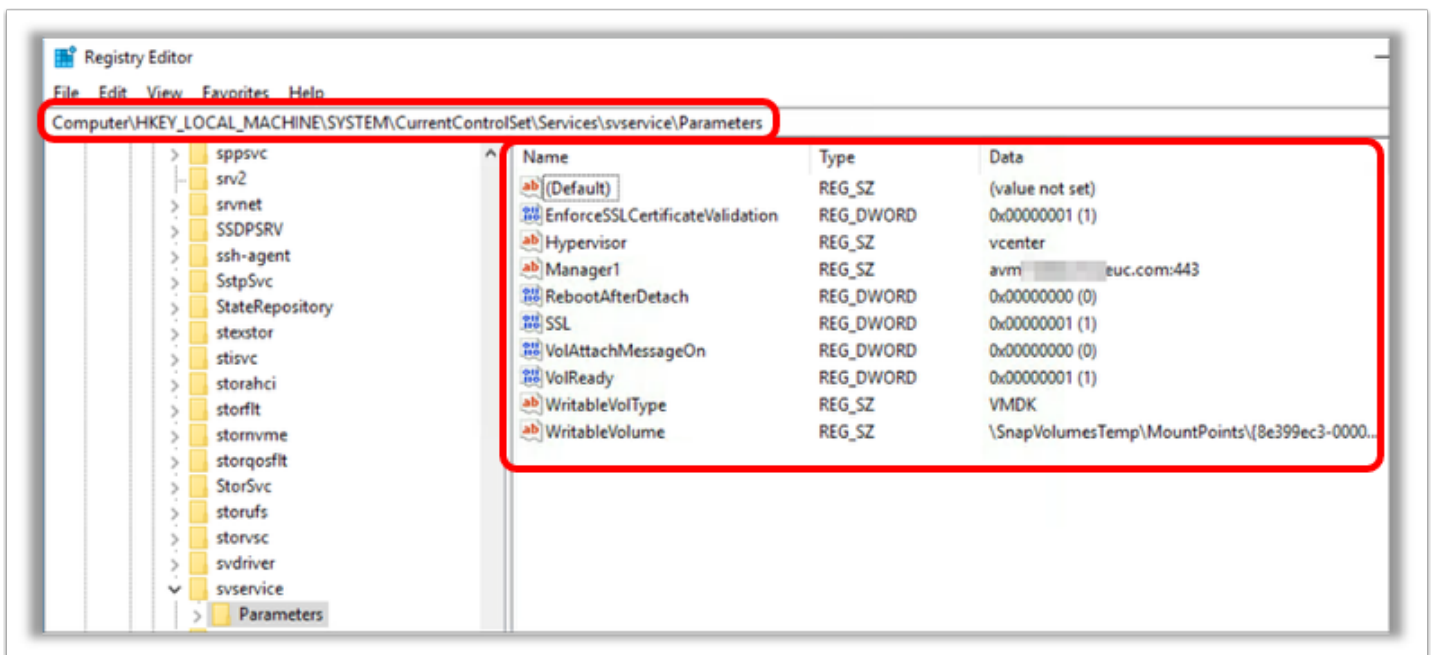 Registry Editor
File Edit View Favorites Help
Computer\HKEY_LOCAL_MACHINE\SYSTEM\CurrentControlSet\Services\svservice\Parameters
sppsvc
srv2
srvnet
SSDPSRV
ssh-agent
SstpSvc
StateRepository
stexstor
stisvc
storahci
storflt
stornvme
storqosflt
StorSvc
storufs
storvsc
svdriver
svservice
Parameters
Name Type Data
(Default) REG_SZ (value not set)
EnforceSSLCertificateValidation REG_DWORD 0x00000001 (1)
Hypervisor REG_SZ vcenter
Manager1 REG_SZ avm euc.com:443
RebootAfterDetach REG_DWORD 0x00000000 (0)
SSL REG_DWORD 0x00000001 (1)
VolAttachMessageOn REG_DWORD 0x00000000 (0)
VolReady REG_DWORD 0x00000001 (1)
WritableVolType REG_SZ VMDK
WritableVolume REG_SZ \SnapVolumesTemp\MountPoints\{8e399ec3-0000...